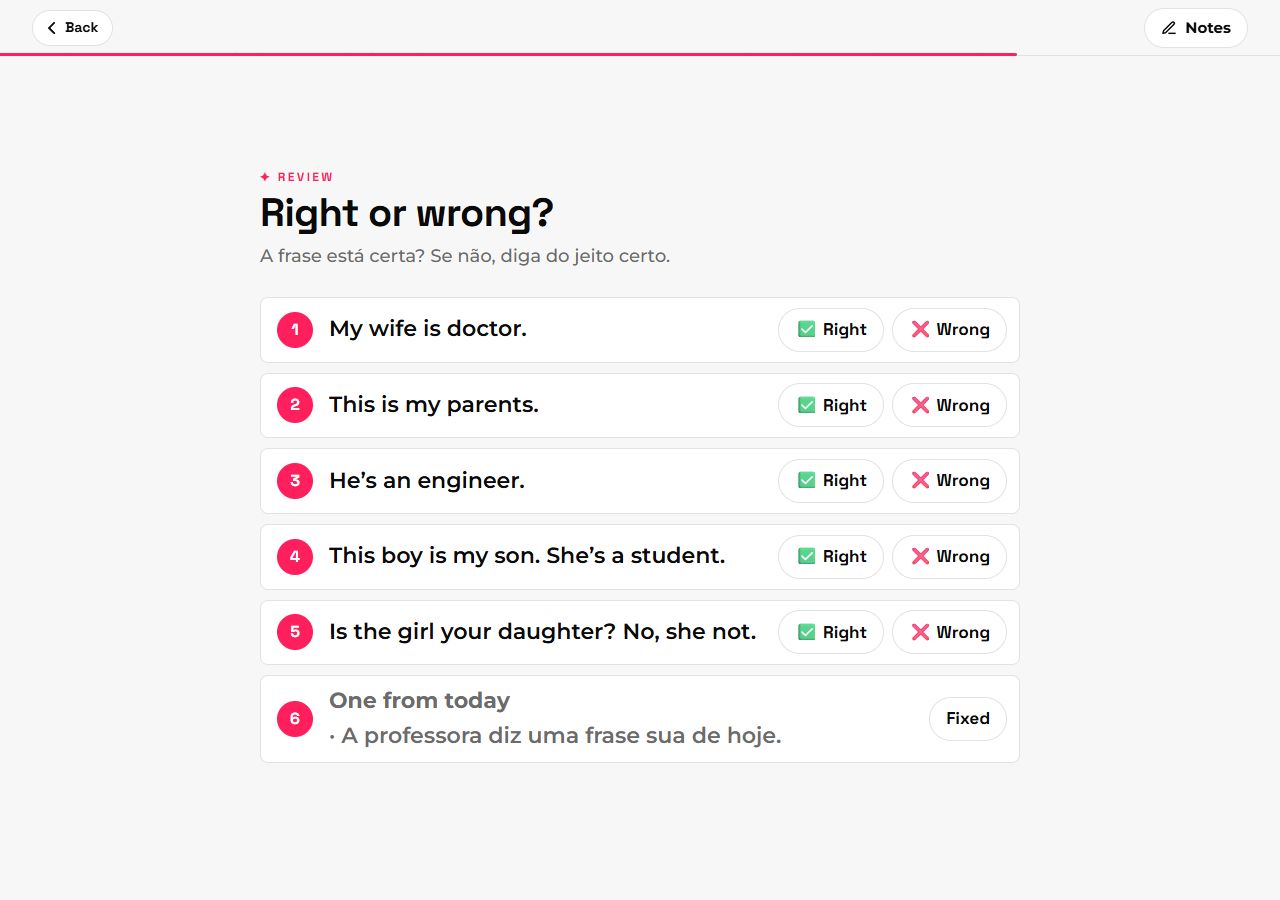 Back
Notes
REVIEW
Right or wrong?
A frase está certa? Se não, diga do jeito certo.
1 My wife is doctor. Right Wrong
2 This is my parents. Right Wrong
3 He’s an engineer. Right Wrong
4 This boy is my son. She’s a student. Right Wrong
5 Is the girl your daughter? No, she not. Right Wrong
6 One from today
· A professora diz uma frase sua de hoje. Fixed